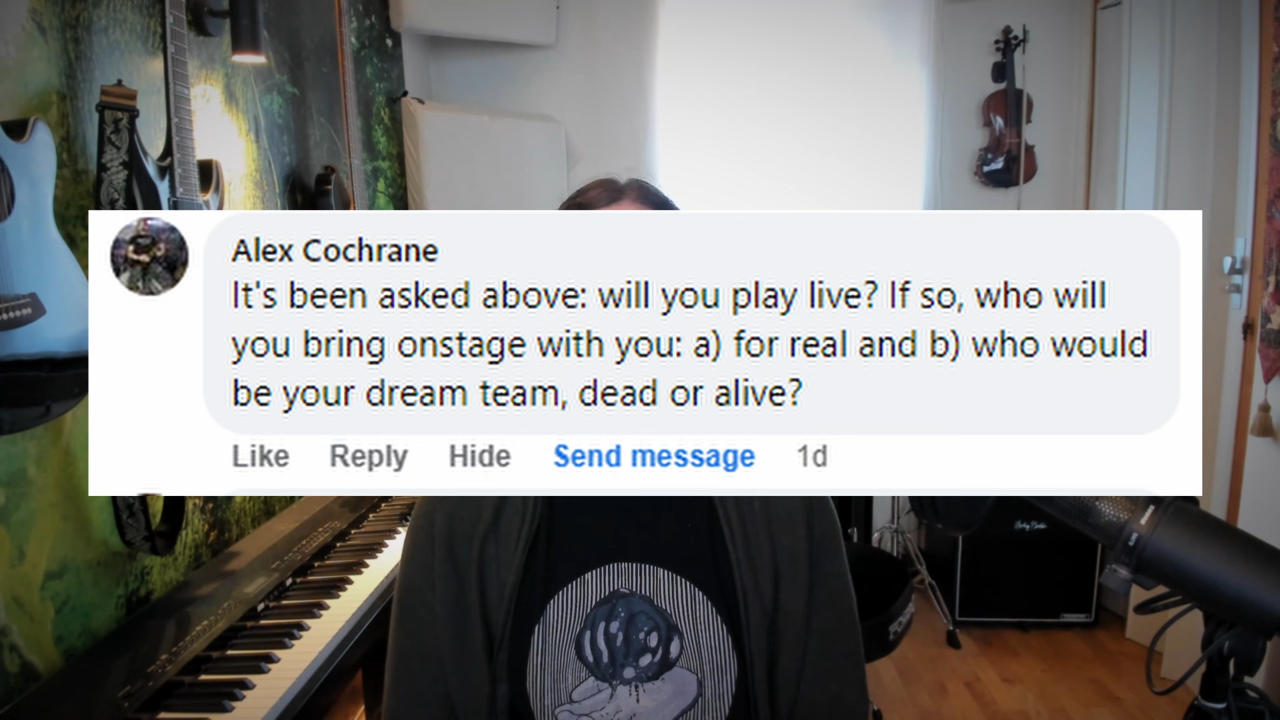 Alex Cochrane
It's been asked above: will you play live? If so, who will
you bring onstage with you: a) for real and b) who would
be your dream team, dead or alive?
Like Reply Hide Send message 1d